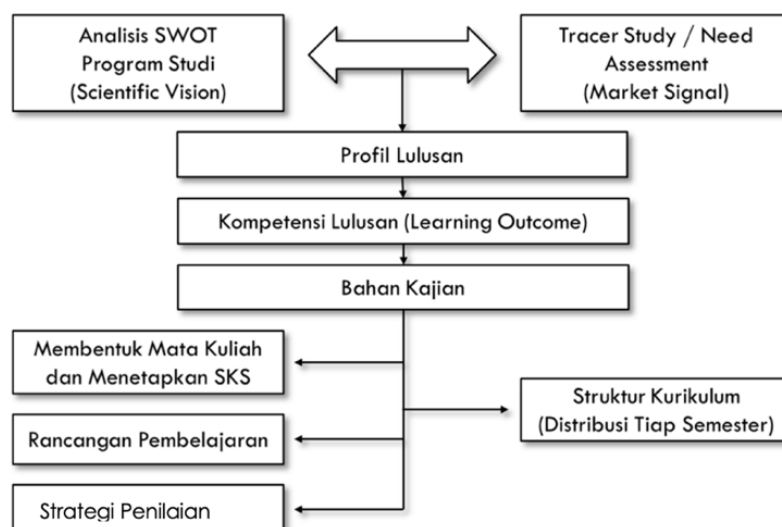 Analisis SWOT
Program Studi
(Scientific Vision)
Tracer Study / Need
Assessment
(Market Signal)
Profil Lulusan
Kompetensi Lulusan (Learning Outcome)
Bahan Kajian
Membentuk Mata Kuliah
dan Menetapkan SKS
Struktur Kurikulum
(Distribusi Tiap Semester)
Rancangan Pembelajaran
Strategi Penilaian